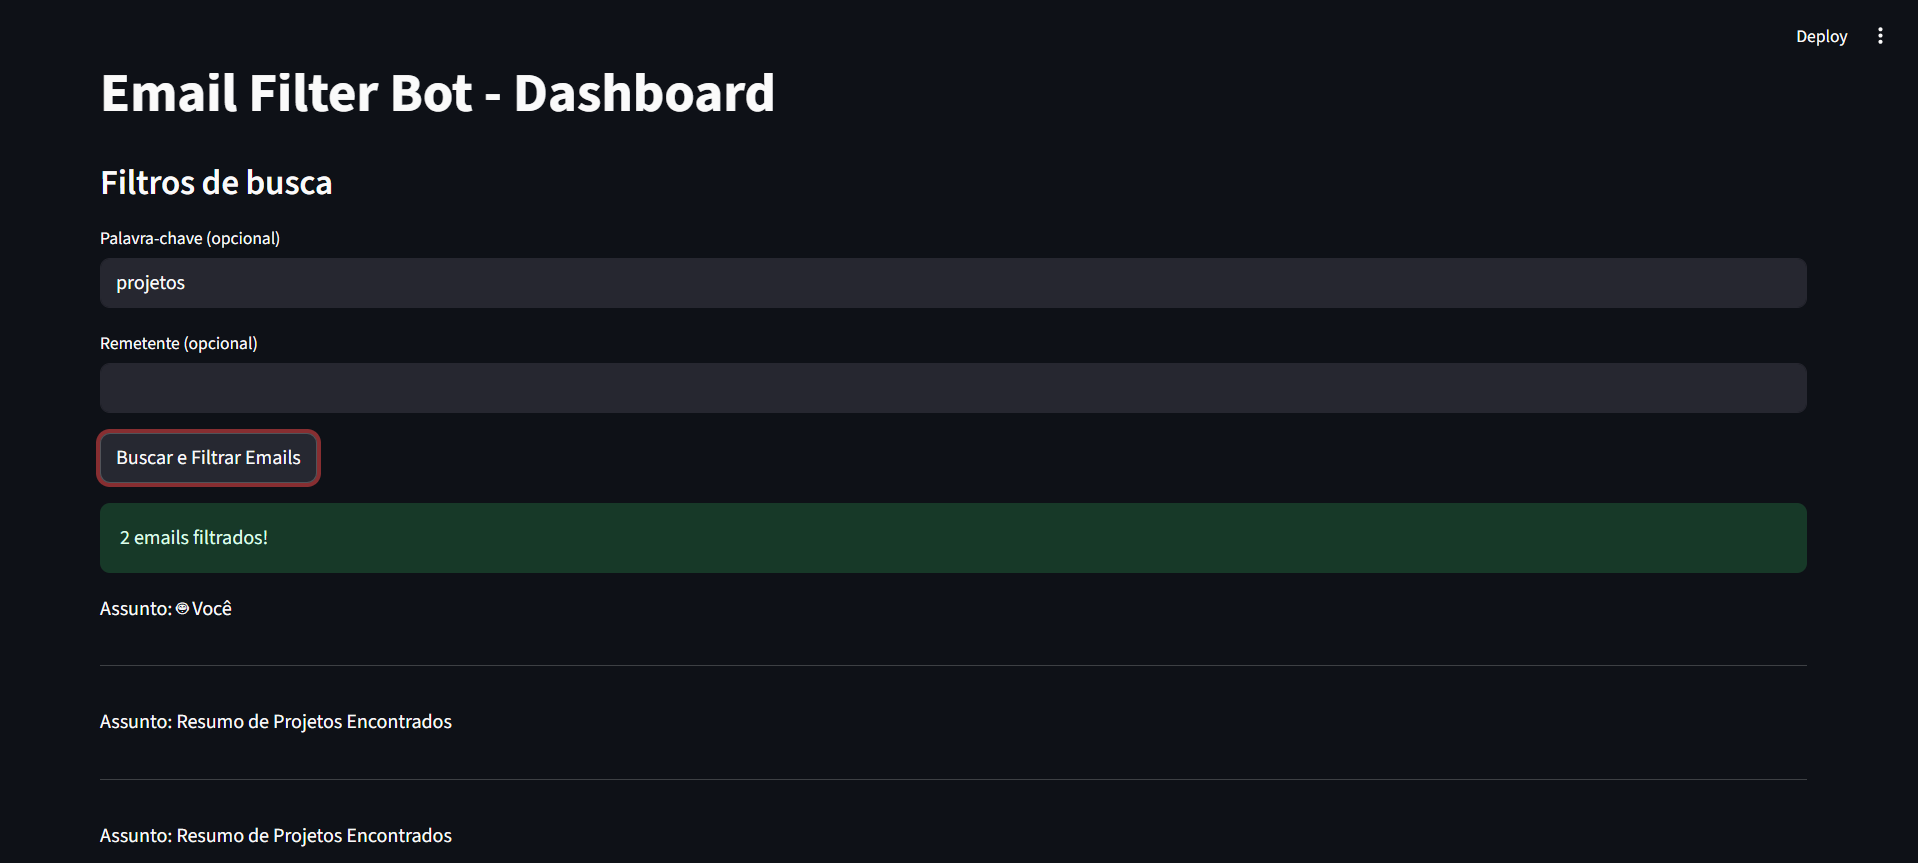 Deploy
Email Filter Bot - Dashboard
Filtros de busca
Palavra-chave (opcional)
projetos
Remetente (opcional)
Buscar e Filtrar Emails
2 emails filtrados!
Assunto: 🤓Você
Assunto: Resumo de Projetos Encontrados
Assunto: Resumo de Projetos Encontrados